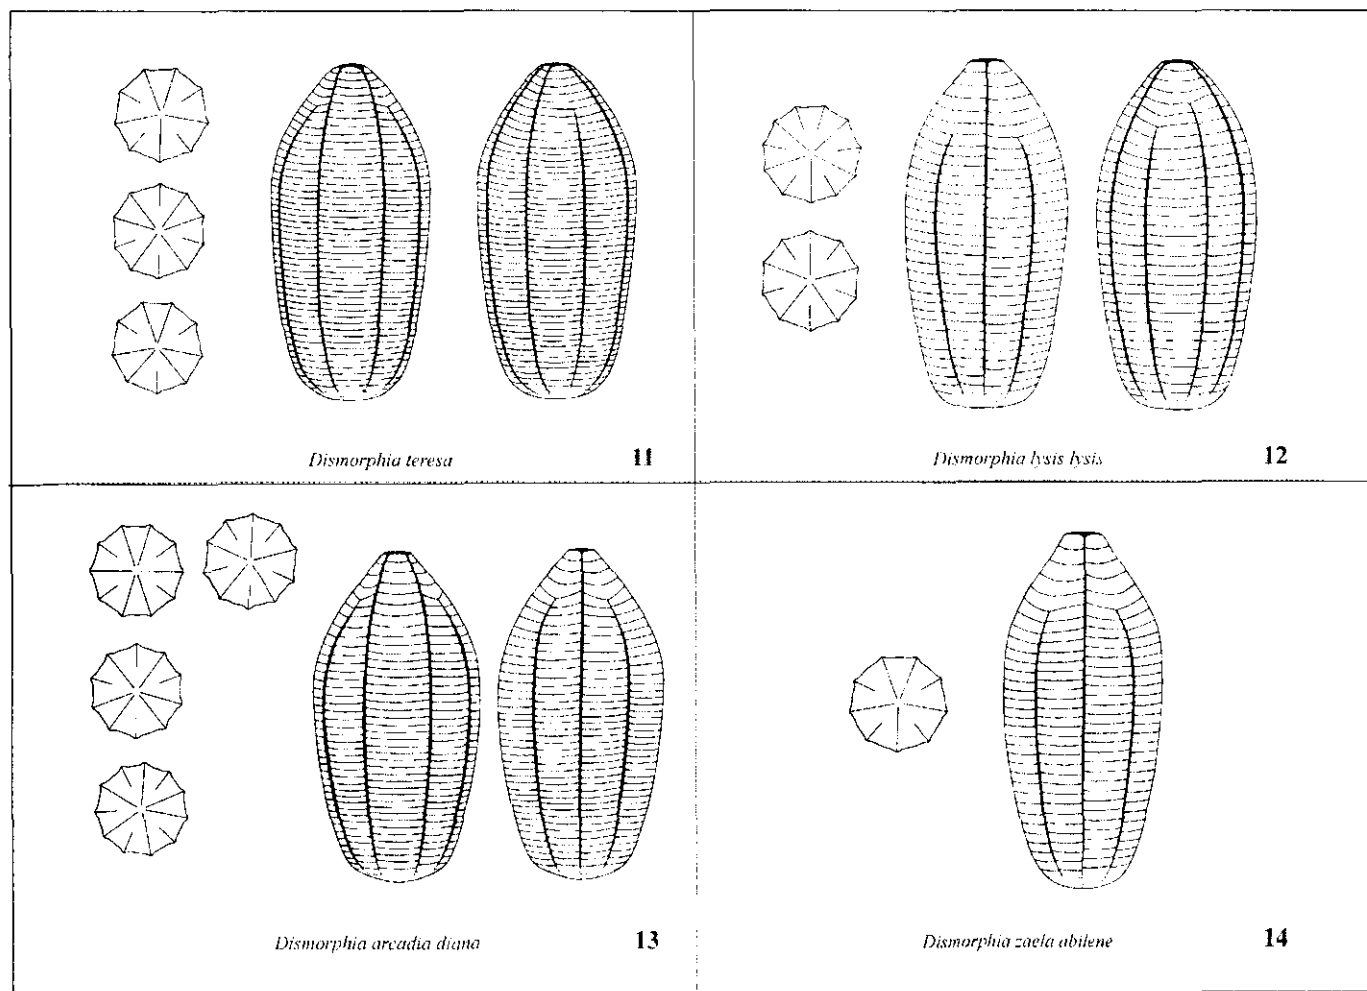 Dismorphia teresa 11
Dismorphia lysis lysis 12
Dismorphia arcadia diana 13
Dismorphia zaela abilene 14